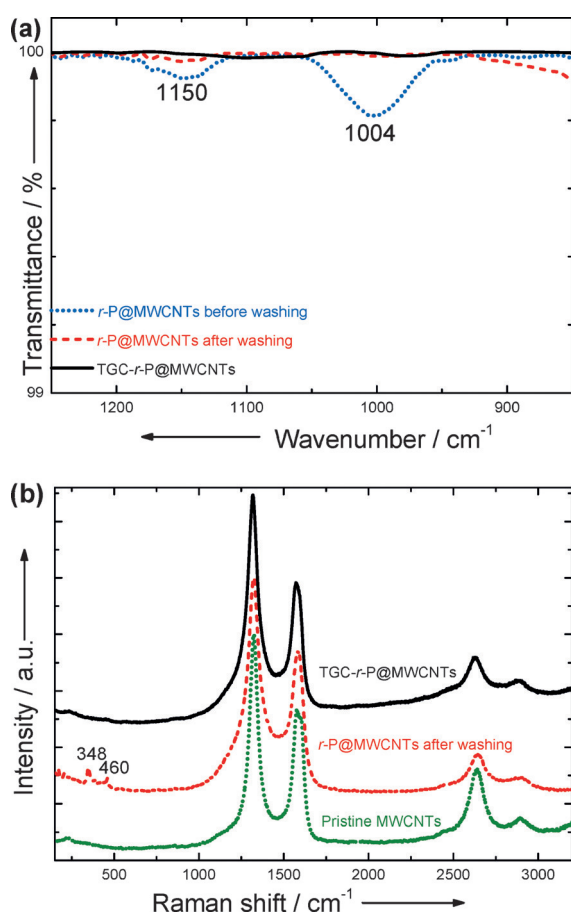 (a)
100
1150
1004
Transmittance / %
r-P@MWCNTs before washing
r-P@MWCNTs after washing
TGC-r-P@MWCNTs
99
1200
1100
1000
900
Wavenumber / cm⁻¹
(b)
Intensity / a.u.
TGC-r-P@MWCNTs
348
460
r-P@MWCNTs after washing
Pristine MWCNTs
500
1000
1500
2000
2500
3000
Raman shift / cm⁻¹